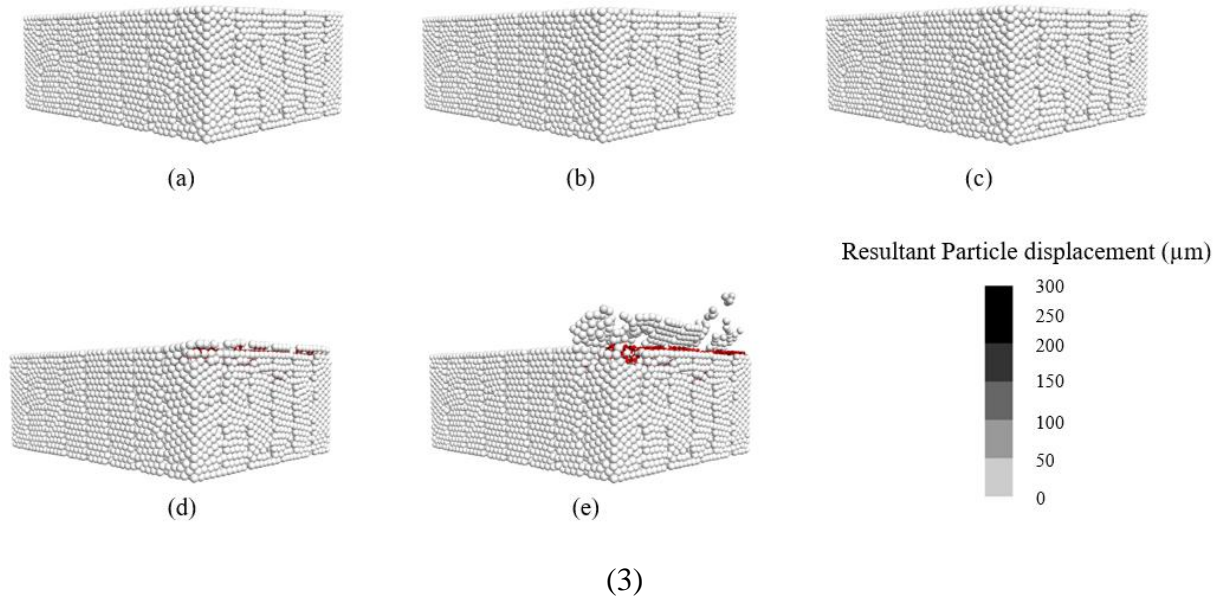 (a)
(b)
(c)
Resultant Particle displacement (µm)
300
250
200
150
100
50
0
(d)
(e)
(3)